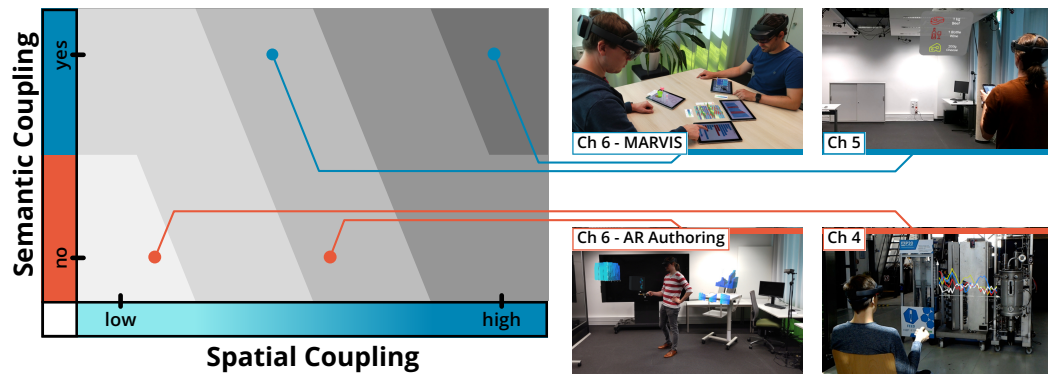 Semantic Coupling
yes
no
low
high
Spatial Coupling
Ch 6 - MARVIS
Ch 5
Ch 6 - AR Authoring
Ch 4